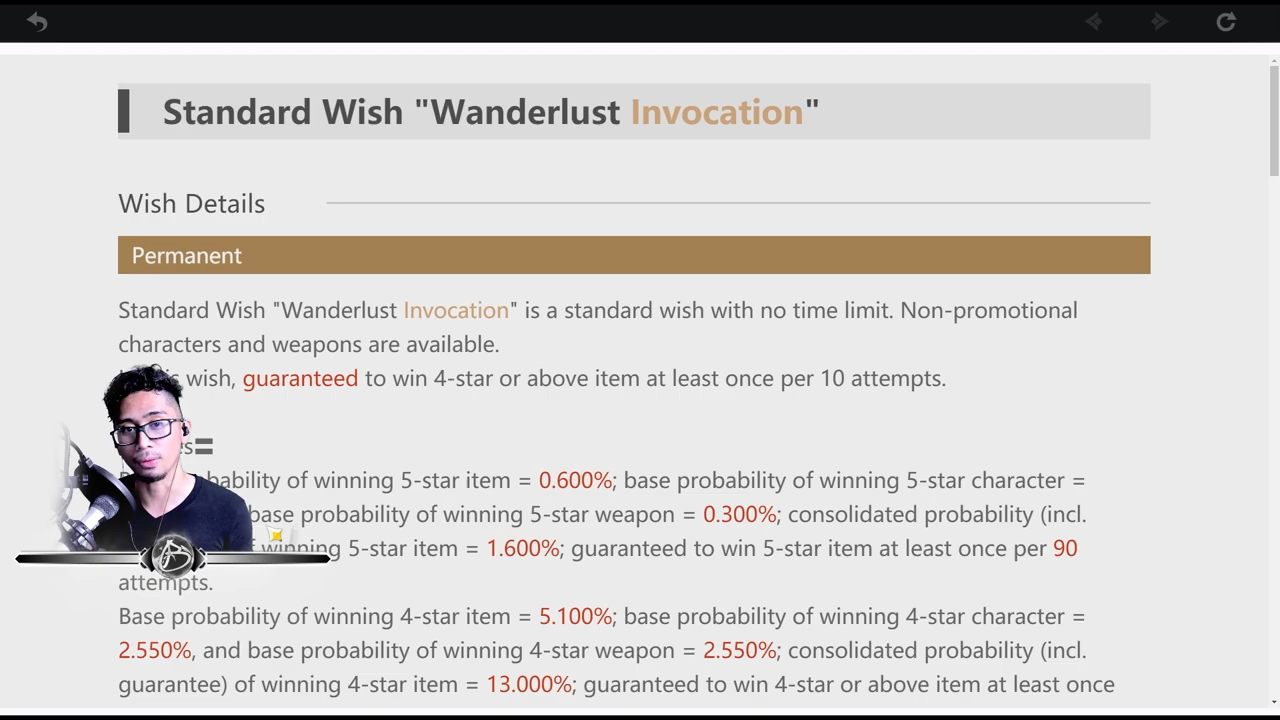 Standard Wish "Wanderlust Invocation"
Wish Details
Permanent
Standard Wish "Wanderlust Invocation" is a standard wish with no time limit. Non-promotional
characters and weapons are available.
wish, guaranteed to win 4-star or above item at least once per 10 attempts.
probability of winning 5-star item = 0.600%; base probability of winning 5-star character =
base probability of winning 5-star weapon = 0.300%; consolidated probability (incl.
winning 5-star item = 1.600%; guaranteed to win 5-star item at least once per 90
attempts.
Base probability of winning 4-star item = 5.100%; base probability of winning 4-star character =
2.550%, and base probability of winning 4-star weapon = 2.550%; consolidated probability (incl.
guarantee) of winning 4-star item = 13.000%; guaranteed to win 4-star or above item at least once